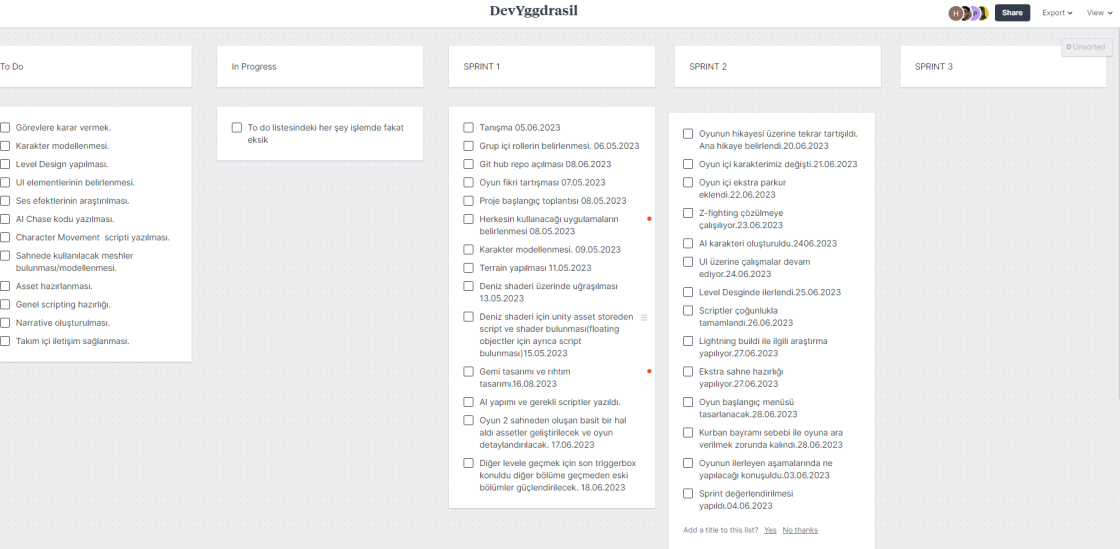 DevYggdrasil
H
P
Share
Export
View
0 Unsorted
To Do
In Progress
SPRINT 1
SPRINT 2
SPRINT 3
Görevlere karar vermek.
Karakter modellenmesi.
Level Design yapılması.
UI elementlerinin belirlenmesi.
Ses efektlerinin araştırılması.
AI Chase kodu yazılması.
Character Movement scripti yazılması.
Sahnede kullanılacak meshler
bulunması/modellenmesi.
Asset hazırlanması.
Genel scripting hazırlığı.
Narrative oluşturulması.
Takım içi iletişim sağlanması.
To do listesindeki her şey işlemde fakat
eksik
Tanışma 05.06.2023
Grup içi rollerin belirlenmesi. 06.05.2023
Git hub repo açılması 08.06.2023
Oyun fikri tartışması 07.05.2023
Proje başlangıç toplantısı 08.05.2023
Herkesin kullanacağı uygulamaların
belirlenmesi 08.05.2023
Karakter modellenmesi. 09.05.2023
Terrain yapılması 11.05.2023
Deniz shaderi üzerinde uğraşılması
13.05.2023
Deniz shaderi için unity asset storeden
script ve shader bulunması(floating
objectler için ayrıca script
bulunması)15.05.2023
Gemi tasarımı ve rıhtım
tasarımı.16.08.2023
AI yapımı ve gerekli scriptler yazıldı.
Oyun 2 sahneden oluşan basit bir hal
aldı assetler geliştirilecek ve oyun
detaylandırılacak. 17.06.2023
Diğer levele geçmek için son triggerbox
konuldu diğer bölüme geçmeden eski
bölümler güçlendirilecek. 18.06.2023
Oyunun hikayesi üzerine tekrar tartışıldı.
Ana hikaye belirlendi.20.06.2023
Oyun içi karakterimiz değişti.21.06.2023
Oyun içi ekstra parkur
eklendi.22.06.2023
Z-fighting çözülmeye
çalışılıyor.23.06.2023
AI karakteri oluşturuldu.2406.2023
UI üzerine çalışmalar devam
ediyor.24.06.2023
Level Desginde ilerlendi.25.06.2023
Scriptler çoğunlukla
tamamlandı.26.06.2023
Lightning buildi ile ilgili araştırma
yapılıyor.27.06.2023
Ekstra sahne hazırlığı
yapılıyor.27.06.2023
Oyun başlangıç menüsü
tasarlanacak.28.06.2023
Kurban bayramı sebebi ile oyuna ara
verilmek zorunda kalındı.28.06.2023
Oyunun ilerleyen aşamalarında ne
yapılacağı konuşuldu.03.06.2023
Sprint değerlendirilmesi
yapıldı.04.06.2023
Add a title to this list? Yes No thanks